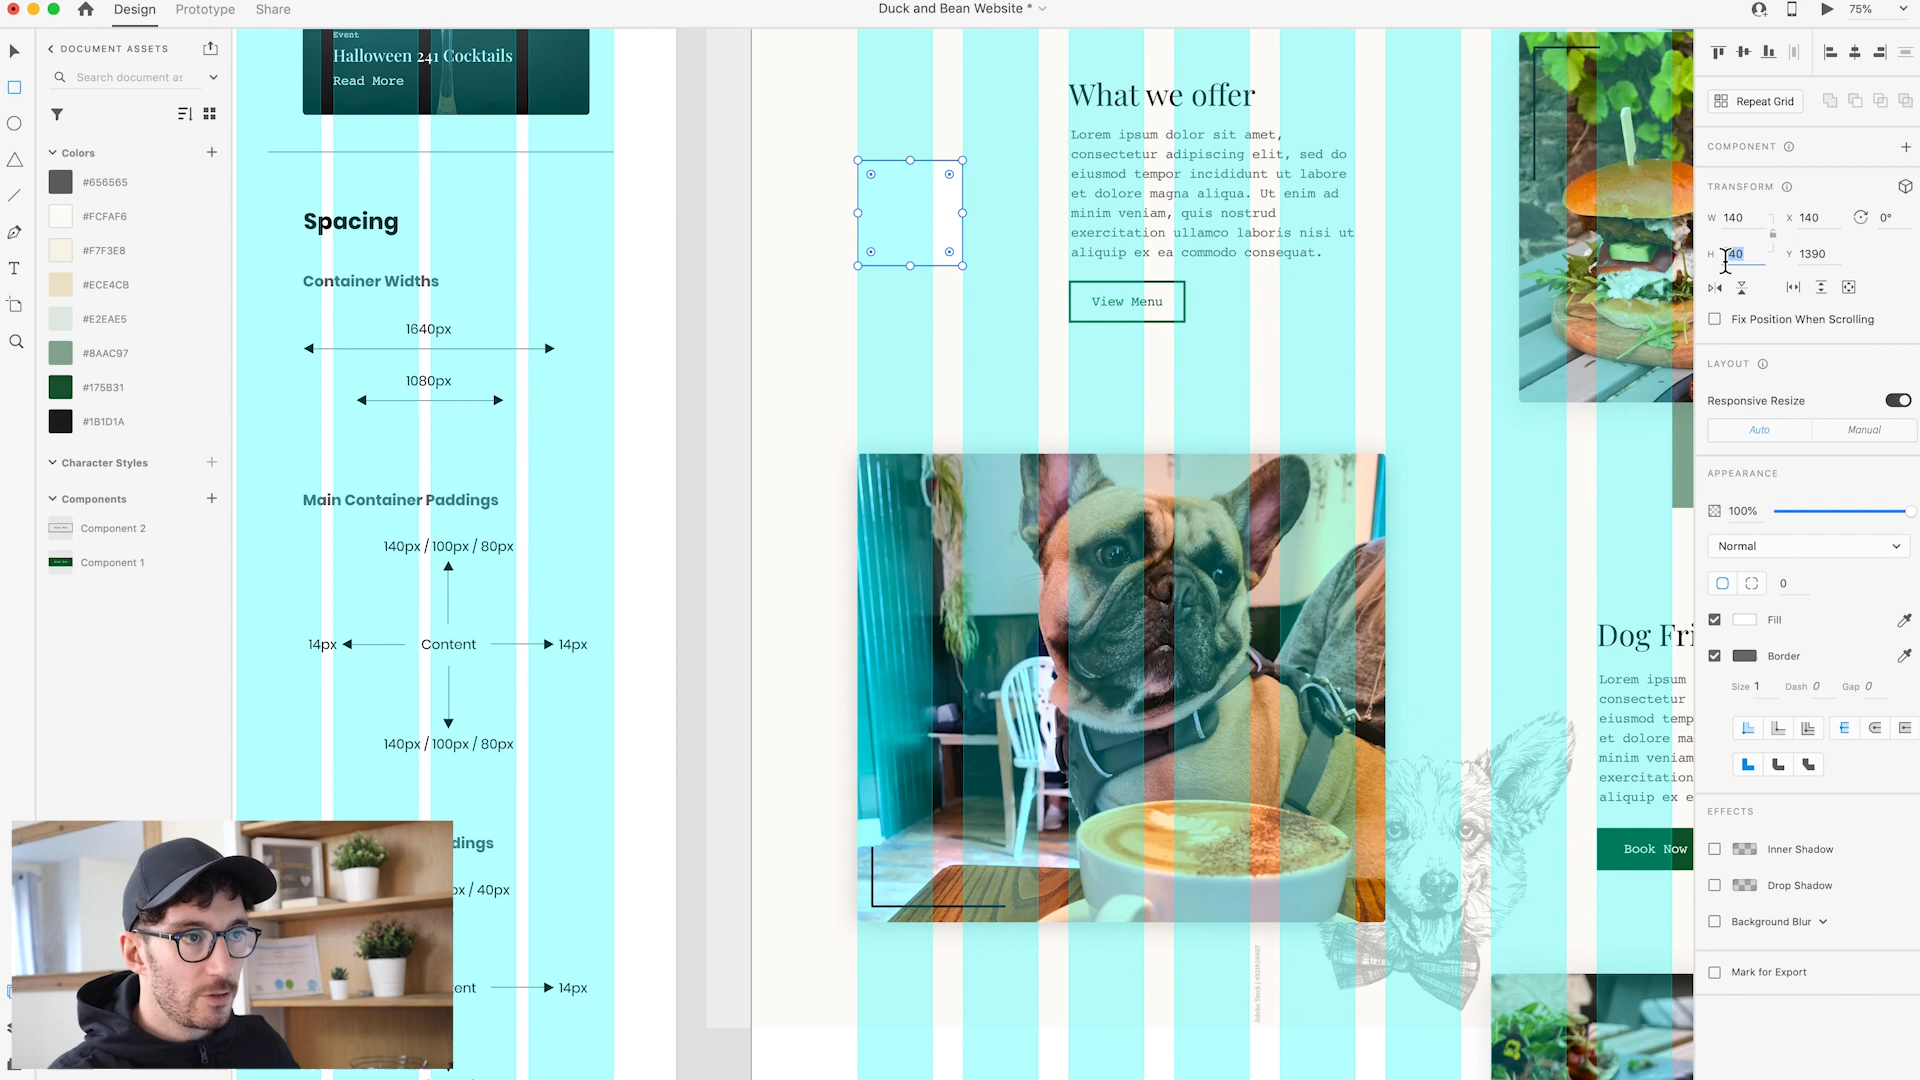 Design
Prototype
Share
Duck and Bean Website *
75%
DOCUMENT ASSETS
Search document as
Colors
#656565
#FCFAF6
#F7F3E8
#ECE4CB
#E2EAE5
#8AAC97
#175B31
#1B1D1A
Character Styles
Components
Component 2
Component 1
Event
Halloween 241 Cocktails
Read More
Spacing
Container Widths
1640px
1080px
Main Container Paddings
140px / 100px / 80px
14px
Content
14px
140px / 100px / 80px
dings
x / 40px
ent
14px
What we offer
Lorem ipsum dolor sit amet,
consectetur adipiscing elit, sed do
eiusmod tempor incididunt ut labore
et dolore magna aliqua. Ut enim ad
minim veniam, quis nostrud
exercitation ullamco laboris nisi ut
aliquip ex ea commodo consequat.
View Menu
Dog Fri
Lorem ipsum
consectetur
eiusmod temp
et dolore ma
minim veniam
exercitation
aliquip ex e
Book Now
Repeat Grid
COMPONENT
TRANSFORM
W 140
X 140
0°
H 40
Y 1390
Fix Position When Scrolling
LAYOUT
Responsive Resize
Auto
Manual
APPEARANCE
100%
Normal
0
Fill
Border
Size 1
Dash 0
Gap 0
EFFECTS
Inner Shadow
Drop Shadow
Background Blur
Mark for Export